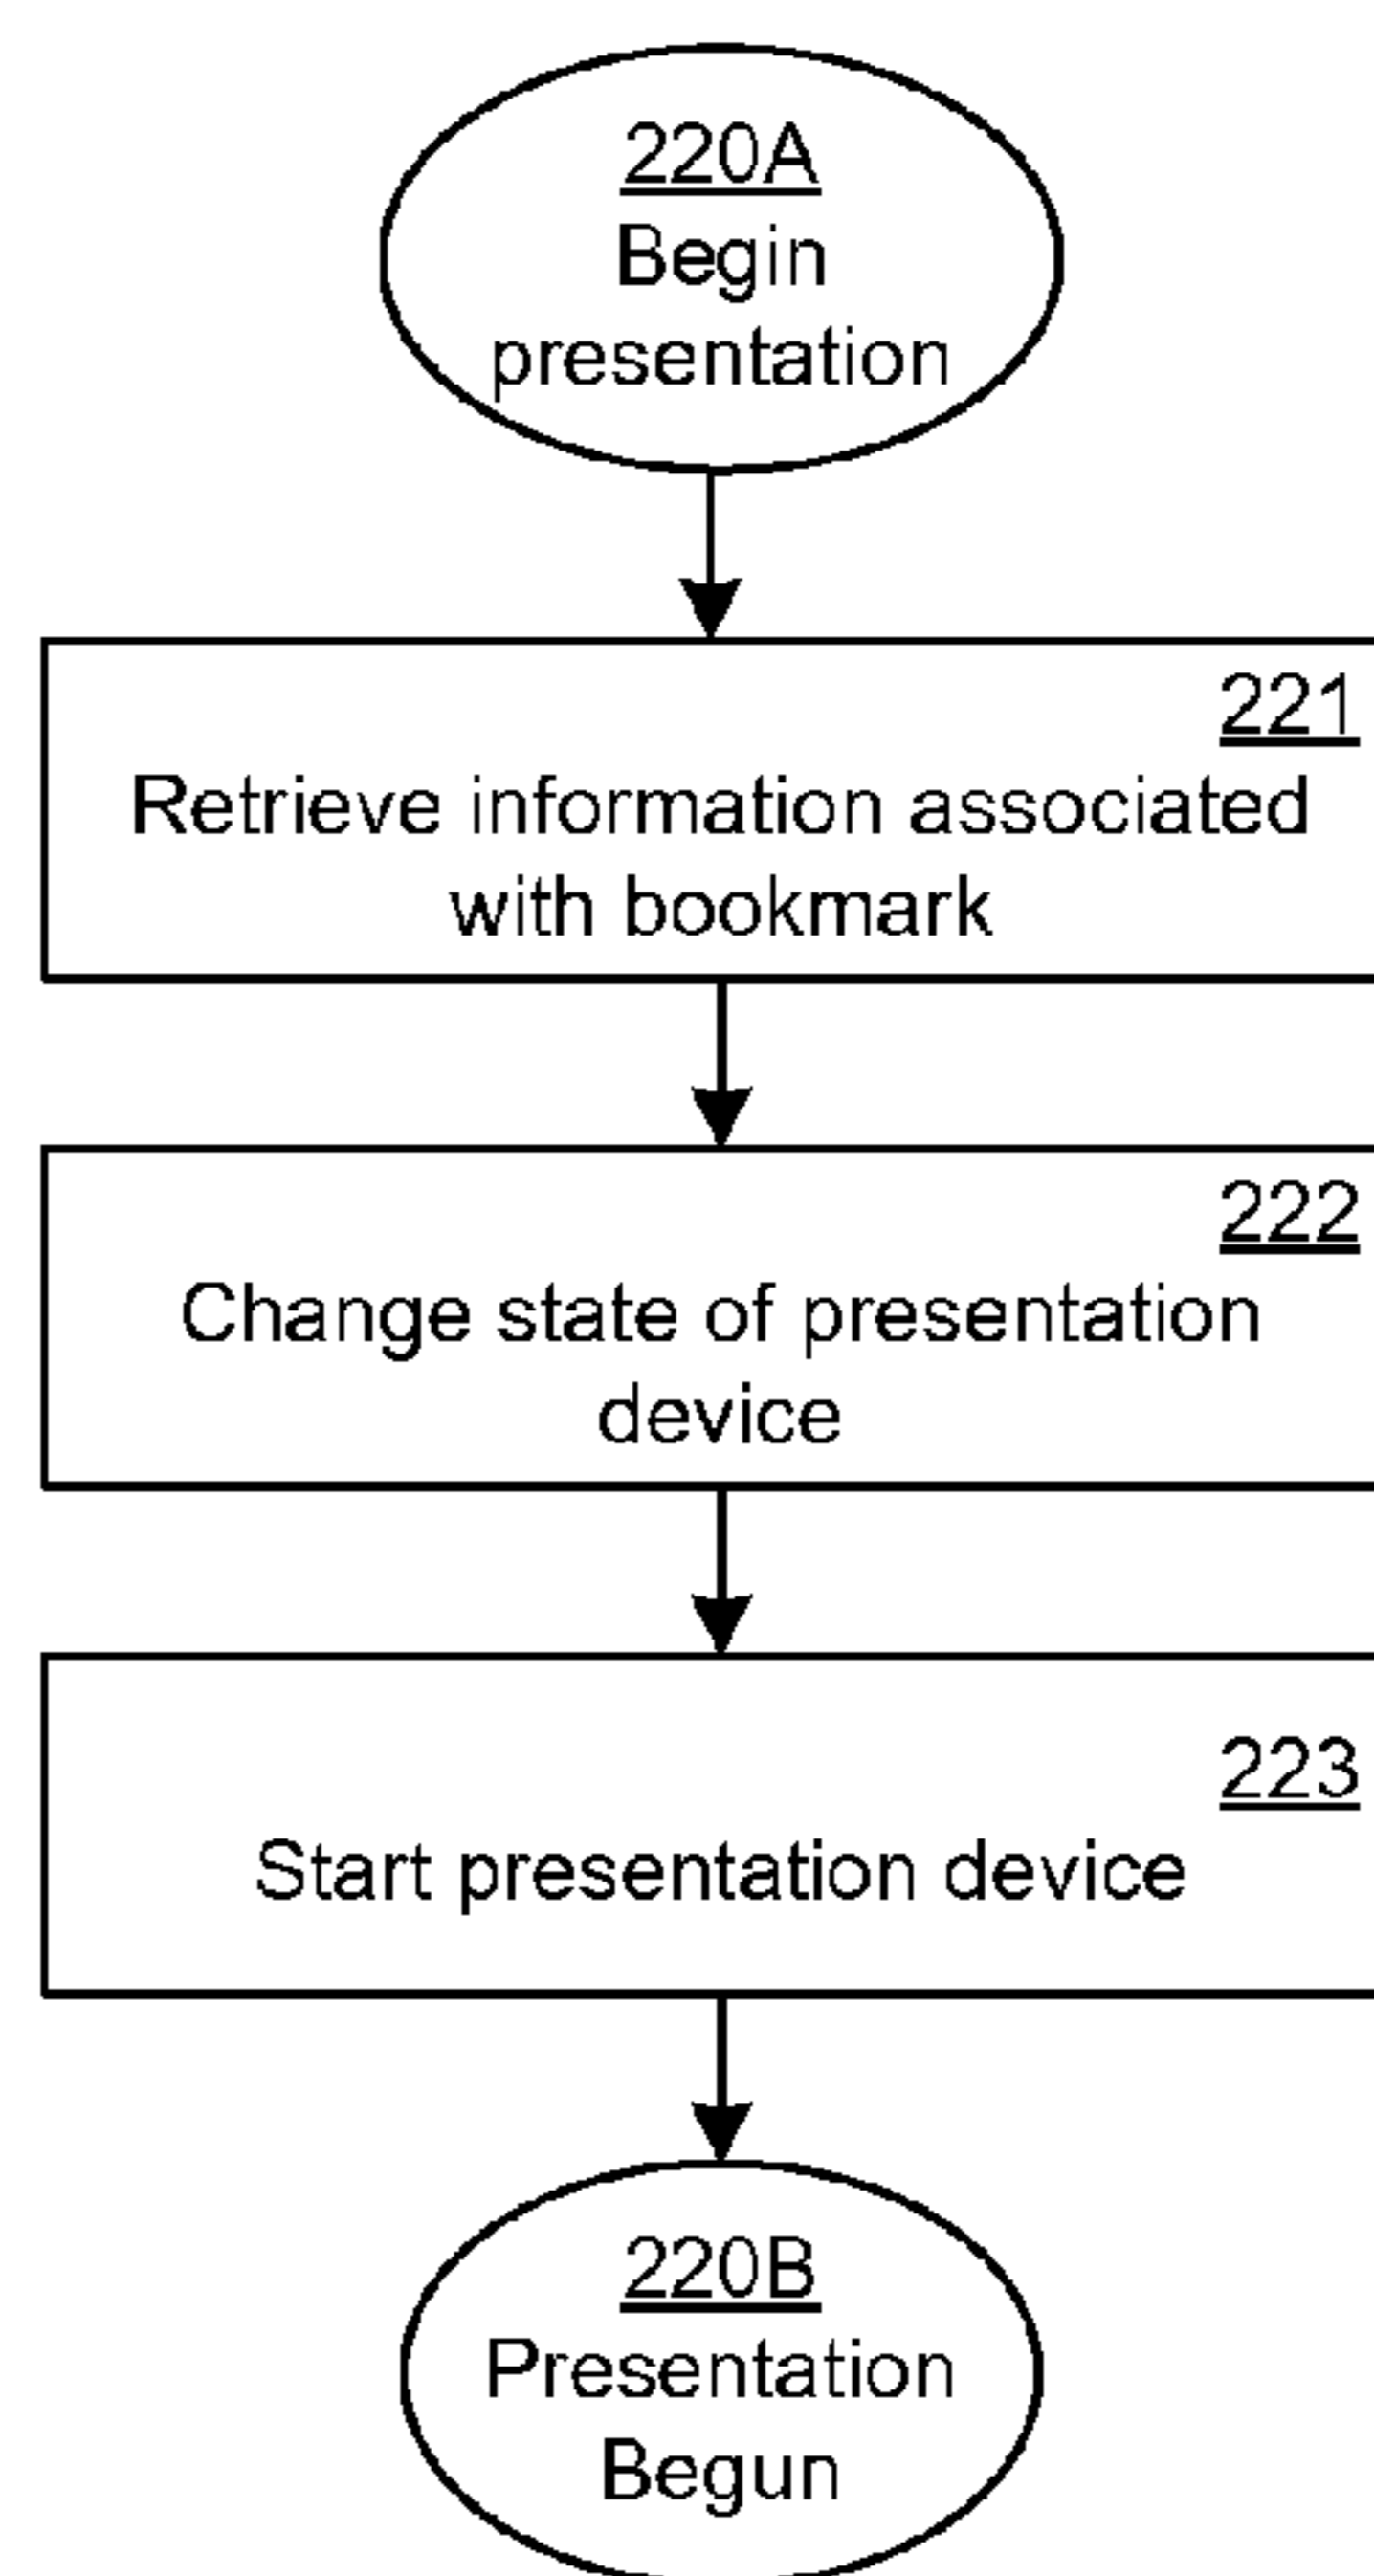 220A
Begin
presentation
221
Retrieve information associated
with bookmark
222
Change state of presentation
device
223
Start presentation device
220B
Presentation
Begun